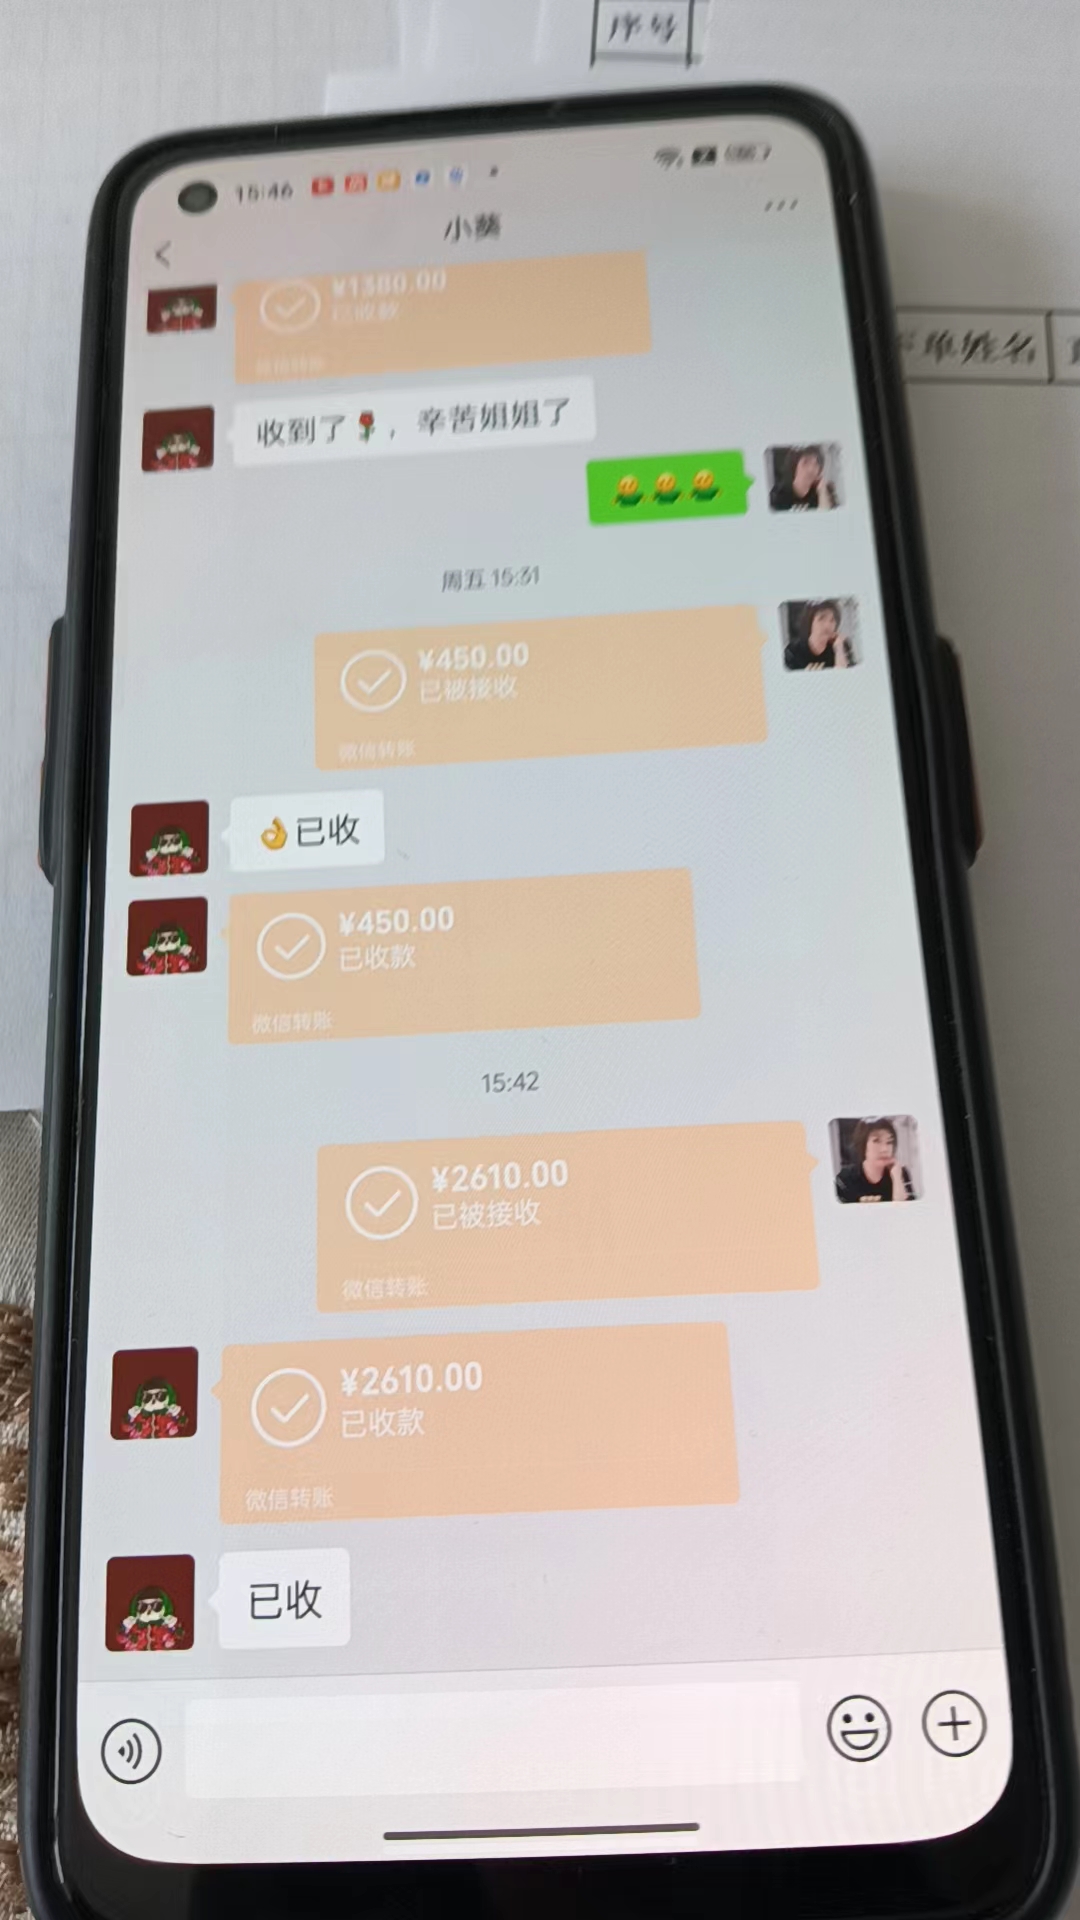 序号
15:46
小葵
单姓名
¥1380.00
已收款
微信转账
收到了🌹，辛苦姐姐了
周五 15:31
¥450.00
已被接收
微信转账
👌已收
¥450.00
已收款
微信转账
15:42
¥2610.00
已被接收
微信转账
¥2610.00
已收款
微信转账
已收